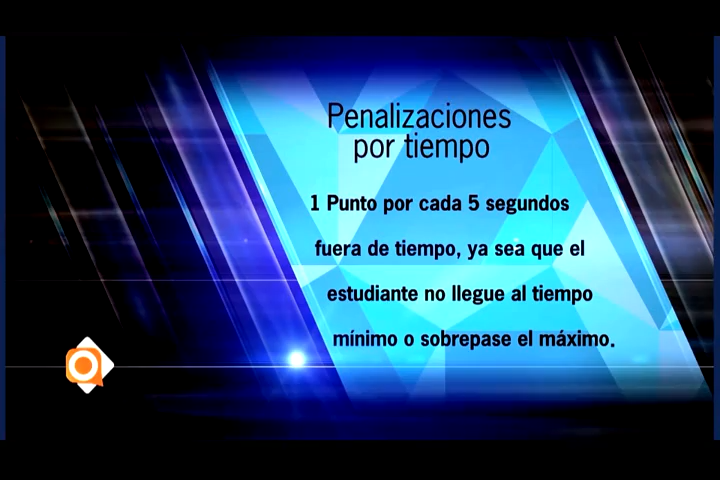 Penalizaciones
por tiempo
1 Punto por cada 5 segundos
fuera de tiempo, ya sea que el
estudiante no llegue al tiempo
mínimo o sobrepase el máximo.